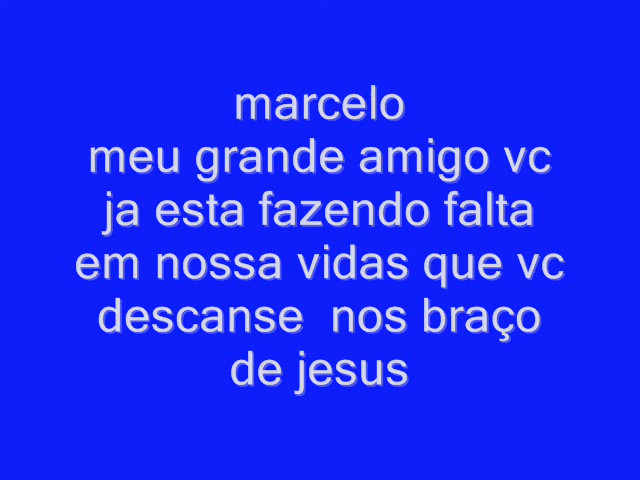 marcelo
meu grande amigo vc
ja esta fazendo falta
em nossa vidas que vc
descanse  nos braço
de jesus